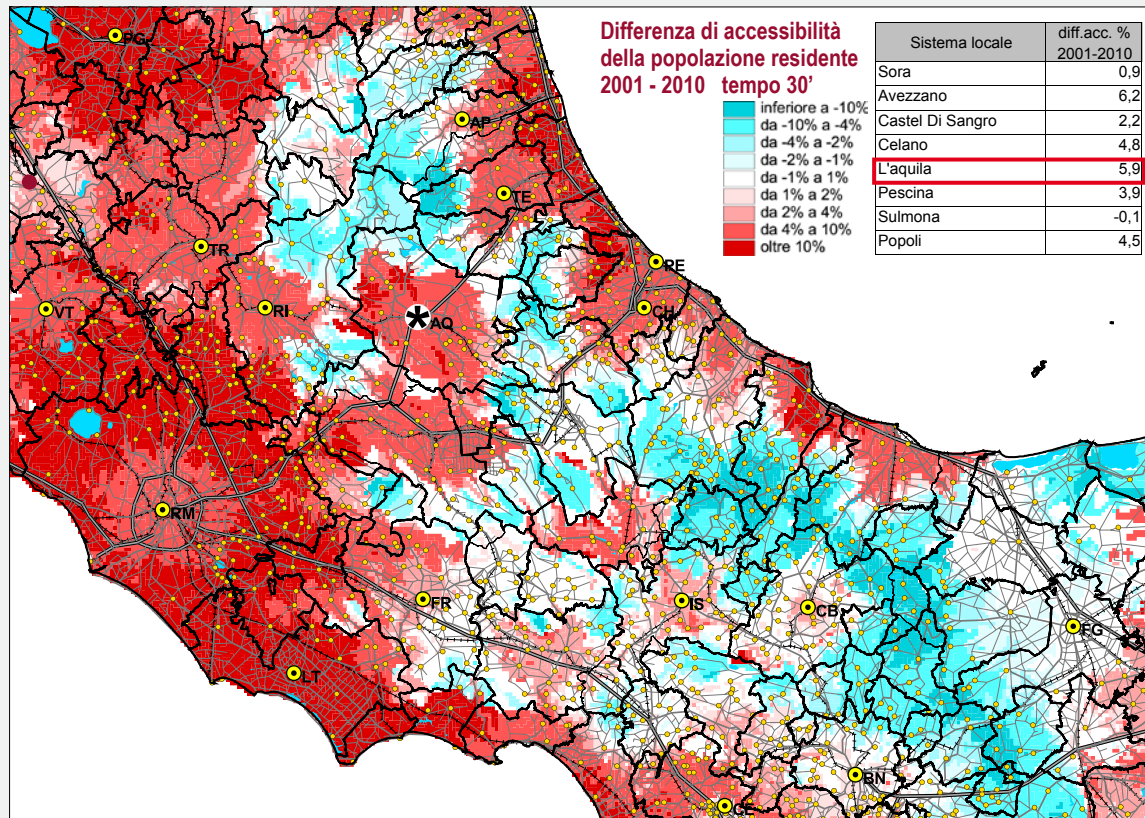 Differenza di accessibilità
della popolazione residente
2001 - 2010 tempo 30'
inferiore a -10%
da -10% a -4%
da -4% a -2%
da -2% a -1%
da -1% a 1%
da 1% a 2%
da 2% a 4%
da 4% a 10%
oltre 10%
Sistema locale diff.acc. % 2001-2010
Sora 0,9
Avezzano 6,2
Castel Di Sangro 2,2
Celano 4,8
L'aquila 5,9
Pescina 3,9
Sulmona -0,1
Popoli 4,5
PG
AP
TE
TR
PE
VT
RI
AQ
CH
RM
FR
IS
CB
FG
LT
BN
CE